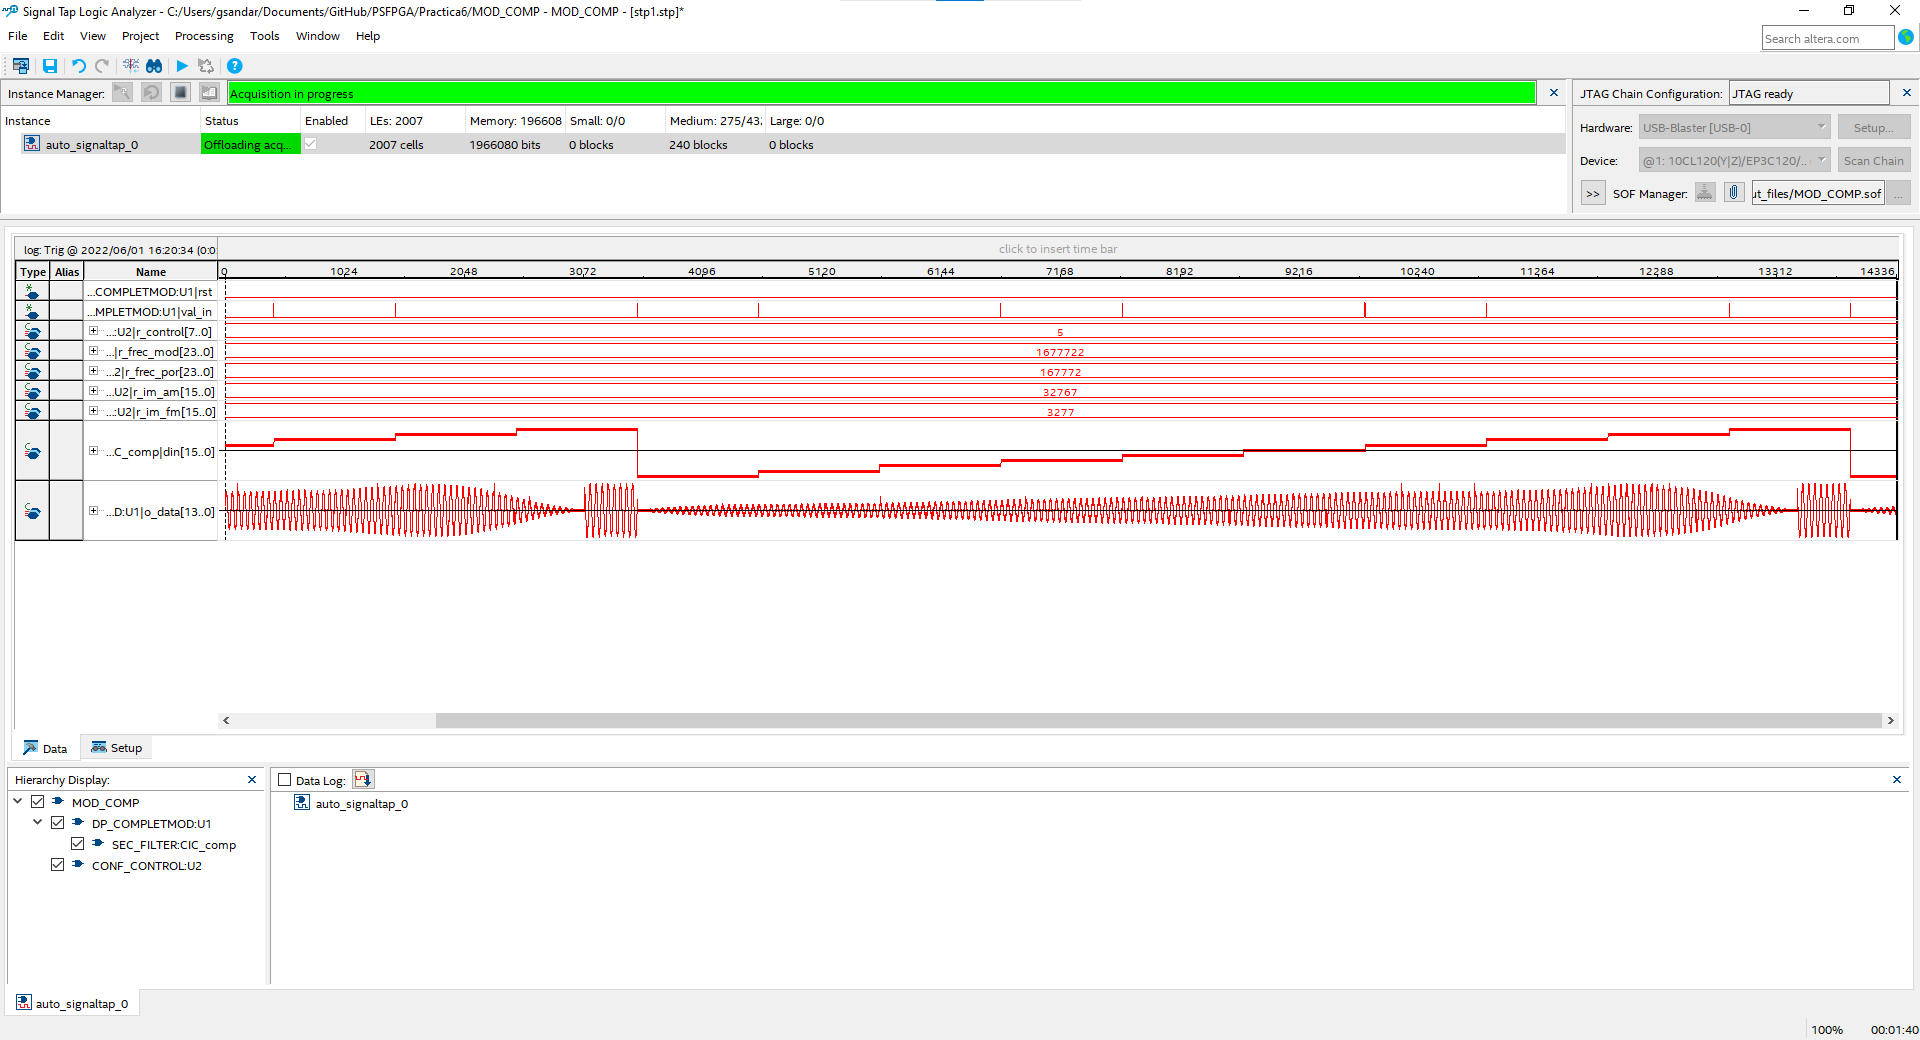 Signal Tap Logic Analyzer - C:/Users/gsandar/Documents/GitHub/PSFPGA/Practica6/MOD_COMP - MOD_COMP - [stp1.stp]*
File Edit View Project Processing Tools Window Help
Search altera.com
Instance Manager: Acquisition in progress
JTAG Chain Configuration: JTAG ready
Instance Status Enabled LEs: 2007 Memory: 196608 Small: 0/0 Medium: 275/43 Large: 0/0
auto_signaltap_0 Offloading acq... 2007 cells 1966080 bits 0 blocks 240 blocks 0 blocks
Hardware: USB-Blaster [USB-0] Setup...
Device: @1: 10CL120(Y|Z)/EP3C120/.. Scan Chain
>> SOF Manager: ut_files/MOD_COMP.sof ...
log: Trig @ 2022/06/01 16:20:34 (0:0 click to insert time bar
Type Alias Name 0 1024 2048 3072 4096 5120 6144 7168 8192 9216 10240 11264 12288 13312 14336
...COMPLETMOD:U1|rst
...MPLETMOD:U1|val_in
...:U2|r_control[7..0] 5
...|r_frec_mod[23..0] 1677722
...2|r_frec_por[23..0] 167772
...U2|r_im_am[15..0] 32767
...:U2|r_im_fm[15..0] 3277
...C_comp|din[15..0]
...D:U1|o_data[13..0]
Data Setup
Hierarchy Display:
MOD_COMP
DP_COMPLETMOD:U1
SEC_FILTER:CIC_comp
CONF_CONTROL:U2
Data Log:
auto_signaltap_0
auto_signaltap_0
100% 00:01:40